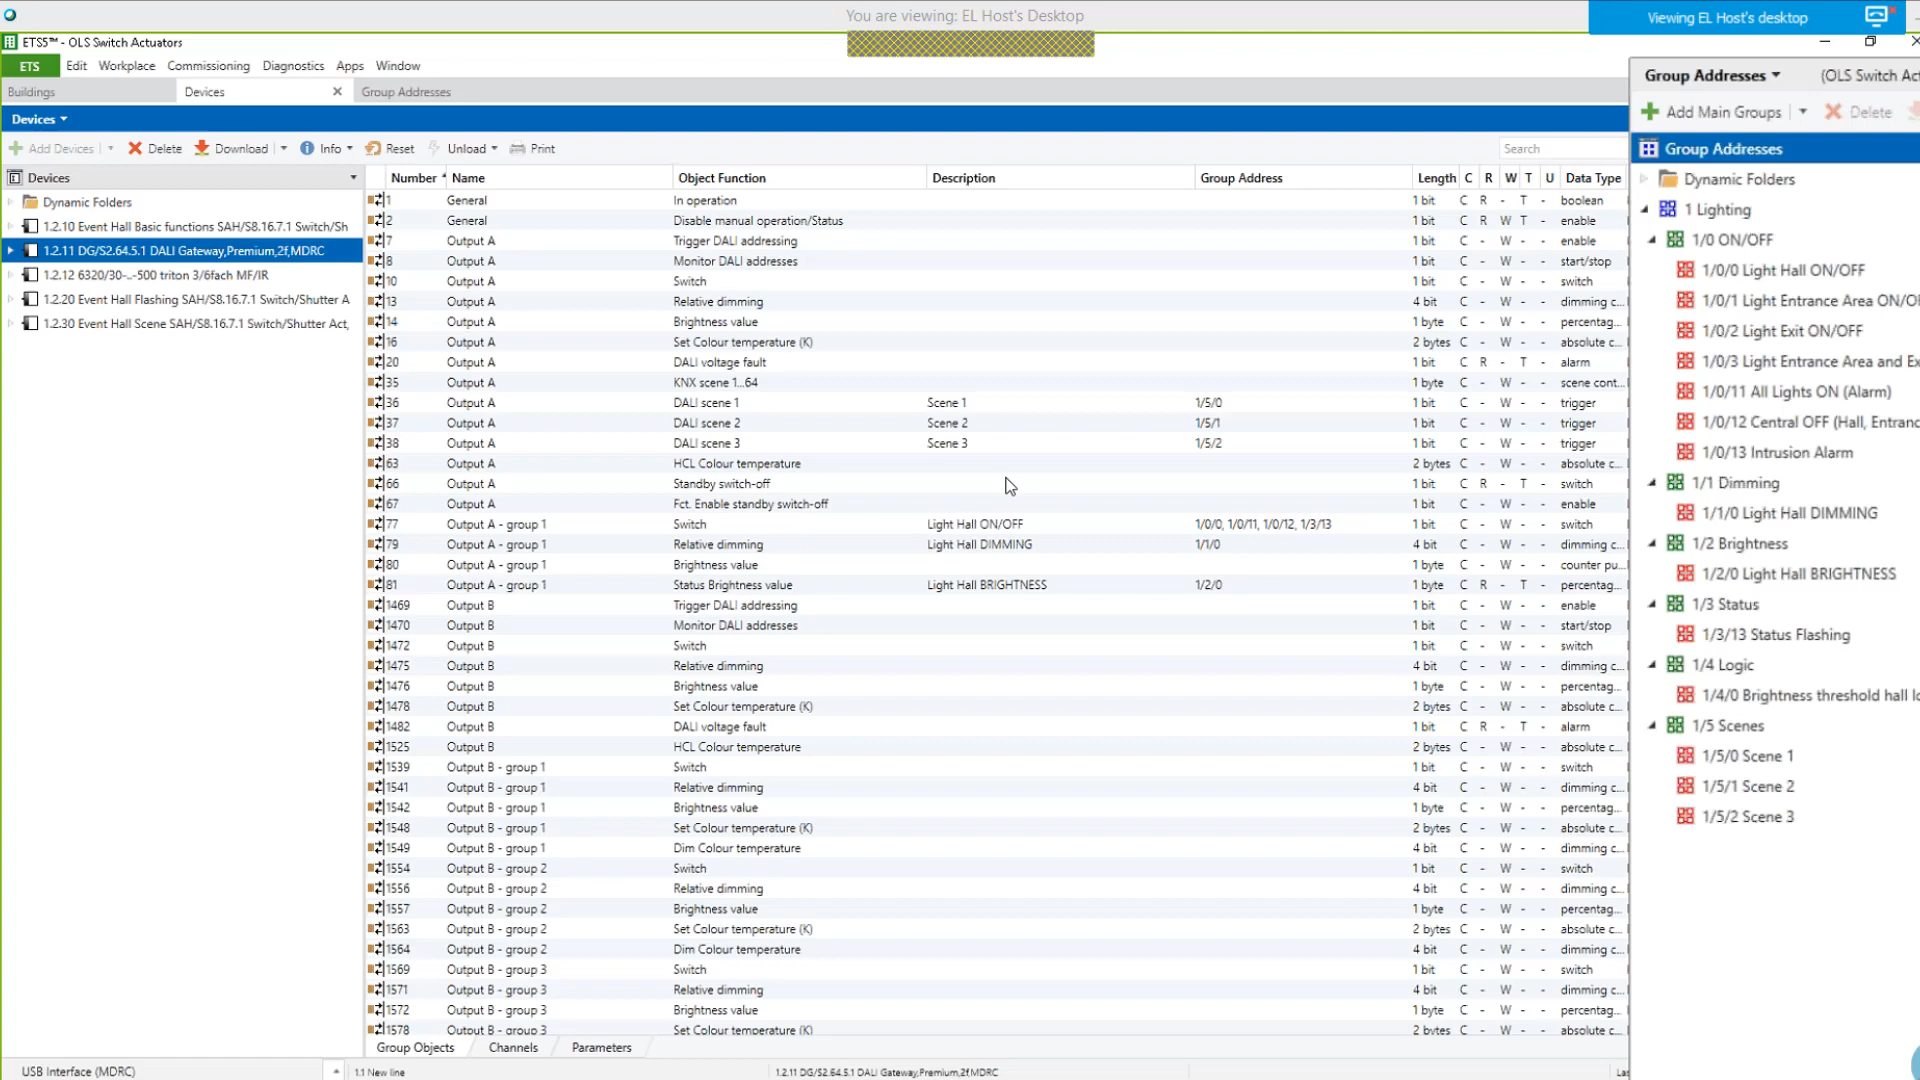 You are viewing: EL Host's Desktop
Viewing EL Host's desktop
ETS5™ - OLS Switch Actuators
ETS Edit Workplace Commissioning Diagnostics Apps Window
Buildings Devices Group Addresses
Devices
Add Devices Delete Download Info Reset Unload Print Search
Devices
Dynamic Folders
1.2.10 Event Hall Basic functions SAH/S8.16.7.1 Switch/Sh
1.2.11 DG/S2.64.5.1 DALI Gateway,Premium,2f,MDRC
1.2.12 6320/30-..-500 triton 3/6fach MF/IR
1.2.20 Event Hall Flashing SAH/S8.16.7.1 Switch/Shutter A
1.2.30 Event Hall Scene SAH/S8.16.7.1 Switch/Shutter Act,
Number Name Object Function Description Group Address Length C R W T U Data Type
1 General In operation 1 bit C R - T - boolean
2 General Disable manual operation/Status 1 bit C R W T - enable
7 Output A Trigger DALI addressing 1 bit C - W - - enable
8 Output A Monitor DALI addresses 1 bit C - W - - start/stop
10 Output A Switch 1 bit C - W - - switch
13 Output A Relative dimming 4 bit C - W - - dimming c...
14 Output A Brightness value 1 byte C - W - - percentag...
16 Output A Set Colour temperature (K) 2 bytes C - W - - absolute c...
20 Output A DALI voltage fault 1 bit C R - T - alarm
35 Output A KNX scene 1...64 1 byte C - W - - scene cont...
36 Output A DALI scene 1 Scene 1 1/5/0 1 bit C - W - - trigger
37 Output A DALI scene 2 Scene 2 1/5/1 1 bit C - W - - trigger
38 Output A DALI scene 3 Scene 3 1/5/2 1 bit C - W - - trigger
63 Output A HCL Colour temperature 2 bytes C - W - - absolute c...
66 Output A Standby switch-off 1 bit C R - T - switch
67 Output A Fct. Enable standby switch-off 1 bit C - W - - enable
77 Output A - group 1 Switch Light Hall ON/OFF 1/0/0, 1/0/11, 1/0/12, 1/3/13 1 bit C - W - - switch
79 Output A - group 1 Relative dimming Light Hall DIMMING 1/1/0 4 bit C - W - - dimming c...
80 Output A - group 1 Brightness value 1 byte C - W - - counter pu...
81 Output A - group 1 Status Brightness value Light Hall BRIGHTNESS 1/2/0 1 byte C R - T - percentag...
1469 Output B Trigger DALI addressing 1 bit C - W - - enable
1470 Output B Monitor DALI addresses 1 bit C - W - - start/stop
1472 Output B Switch 1 bit C - W - - switch
1475 Output B Relative dimming 4 bit C - W - - dimming c...
1476 Output B Brightness value 1 byte C - W - - percentag...
1478 Output B Set Colour temperature (K) 2 bytes C - W - - absolute c...
1482 Output B DALI voltage fault 1 bit C R - T - alarm
1525 Output B HCL Colour temperature 2 bytes C - W - - absolute c...
1539 Output B - group 1 Switch 1 bit C - W - - switch
1541 Output B - group 1 Relative dimming 4 bit C - W - - dimming c...
1542 Output B - group 1 Brightness value 1 byte C - W - - percentag...
1548 Output B - group 1 Set Colour temperature (K) 2 bytes C - W - - absolute c...
1549 Output B - group 1 Dim Colour temperature 4 bit C - W - - dimming c...
1554 Output B - group 2 Switch 1 bit C - W - - switch
1556 Output B - group 2 Relative dimming 4 bit C - W - - dimming c...
1557 Output B - group 2 Brightness value 1 byte C - W - - percentag...
1563 Output B - group 2 Set Colour temperature (K) 2 bytes C - W - - absolute c...
1564 Output B - group 2 Dim Colour temperature 4 bit C - W - - dimming c...
1569 Output B - group 3 Switch 1 bit C - W - - switch
1571 Output B - group 3 Relative dimming 4 bit C - W - - dimming c...
1572 Output B - group 3 Brightness value 1 byte C - W - - percentag...
1578 Output B - group 3 Set Colour temperature (K) 2 bytes C - W - - absolute c...
Group Objects Channels Parameters
USB Interface (MDRC) 1.1 New line 1.2.11 DG/S2.64.5.1 DALI Gateway,Premium,2f,MDRC Las
Group Addresses (OLS Switch Act
Add Main Groups Delete
Group Addresses
Dynamic Folders
1 Lighting
1/0 ON/OFF
1/0/0 Light Hall ON/OFF
1/0/1 Light Entrance Area ON/OF
1/0/2 Light Exit ON/OFF
1/0/3 Light Entrance Area and Ex
1/0/11 All Lights ON (Alarm)
1/0/12 Central OFF (Hall, Entranc
1/0/13 Intrusion Alarm
1/1 Dimming
1/1/0 Light Hall DIMMING
1/2 Brightness
1/2/0 Light Hall BRIGHTNESS
1/3 Status
1/3/13 Status Flashing
1/4 Logic
1/4/0 Brightness threshold hall lo
1/5 Scenes
1/5/0 Scene 1
1/5/1 Scene 2
1/5/2 Scene 3